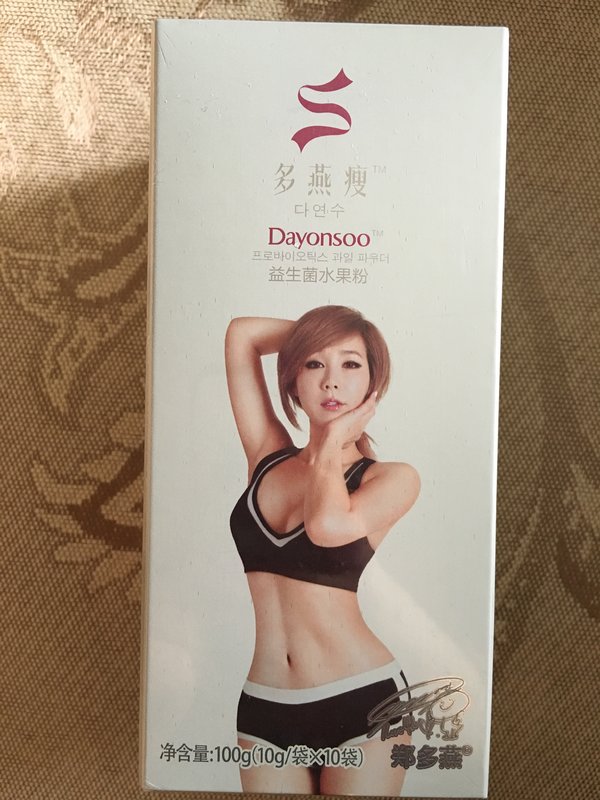 多燕瘦™
다연수
Dayonsoo™
프로바이오틱스 과일 파우더
益生菌水果粉
净含量:100g(10g/袋×10袋)
郑多燕®